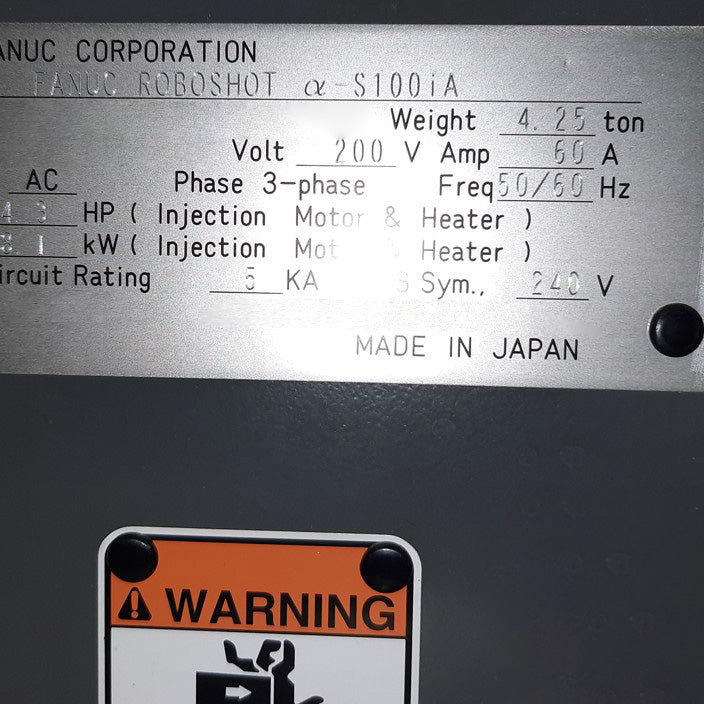 ANUC CORPORATION
FANUC ROBOSHOT α-S100iA
Weight 4.25 ton
Volt 200 V Amp 60 A
AC Phase 3-phase Freq 50/60 Hz
HP ( Injection Motor & Heater )
kW ( Injection Mot Heater )
ircuit Rating 5 KA S Sym., 240 V
MADE IN JAPAN
WARNING